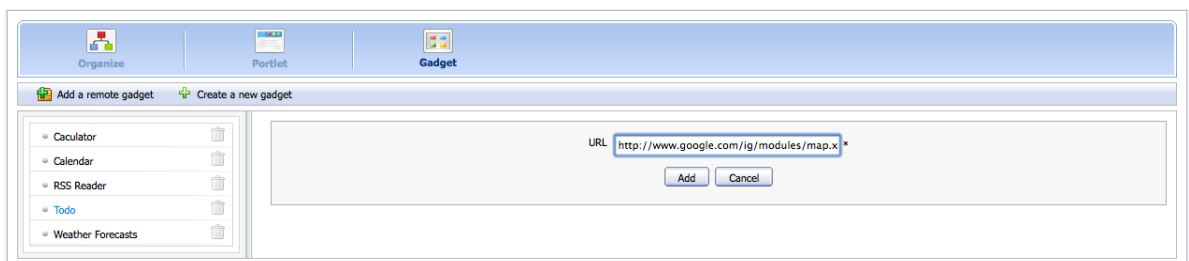 Organize Portlet Gadget
Add a remote gadget Create a new gadget
Caculator
Calendar
RSS Reader
Todo
Weather Forecasts
URL http://www.google.com/ig/modules/map.x *
Add Cancel